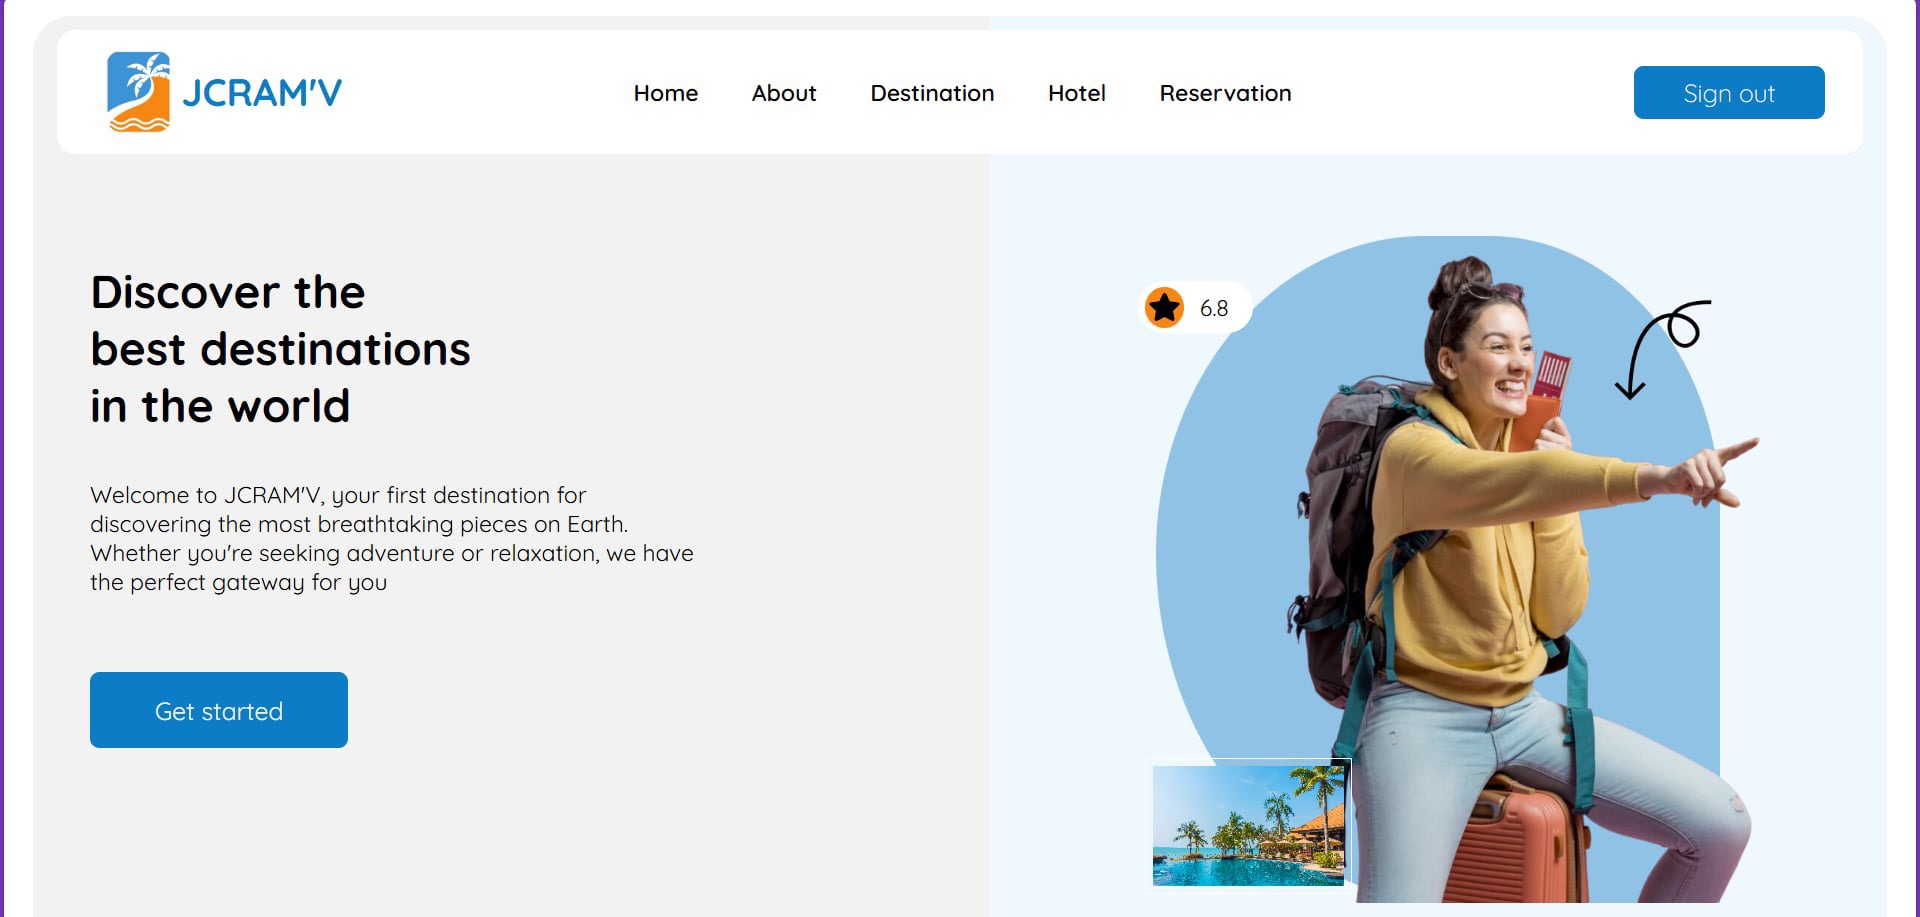 JCRAM'V
Home About Destination Hotel Reservation
Sign out
Discover the
best destinations
in the world
6.8
Welcome to JCRAM'V, your first destination for
discovering the most breathtaking pieces on Earth.
Whether you're seeking adventure or relaxation, we have
the perfect gateway for you
Get started